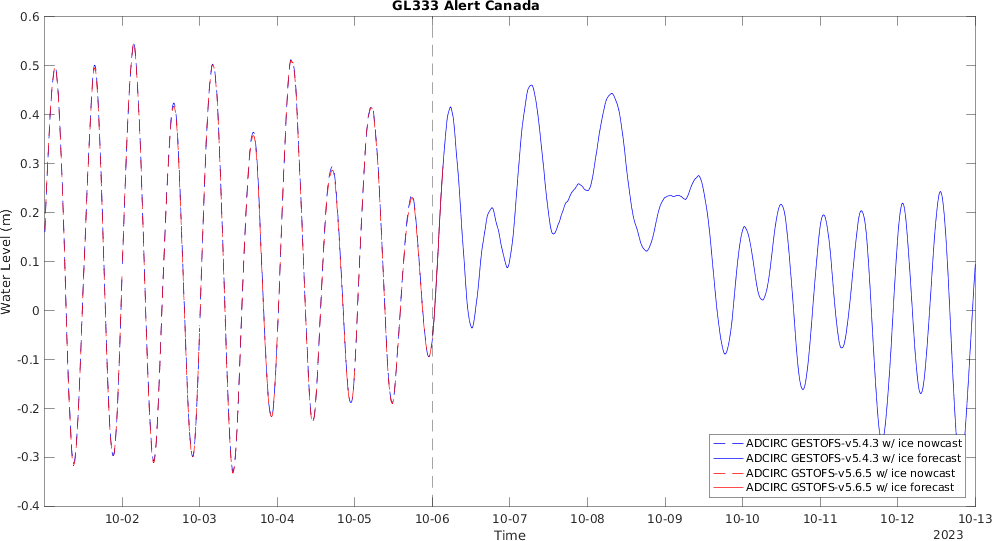 GL333 Alert Canada
0.6
0.5
0.4
0.3
0.2
0.1
0
-0.1
-0.2
-0.3
-0.4
Water Level (m)
ADCIRC GESTOFS-v5.4.3 w/ ice nowcast
ADCIRC GESTOFS-v5.4.3 w/ ice forecast
ADCIRC GSTOFS-v5.6.5 w/ ice nowcast
ADCIRC GSTOFS-v5.6.5 w/ ice forecast
10-02 10-03 10-04 10-05 10-06 10-07 10-08 10-09 10-10 10-11 10-12 10-13
Time
2023